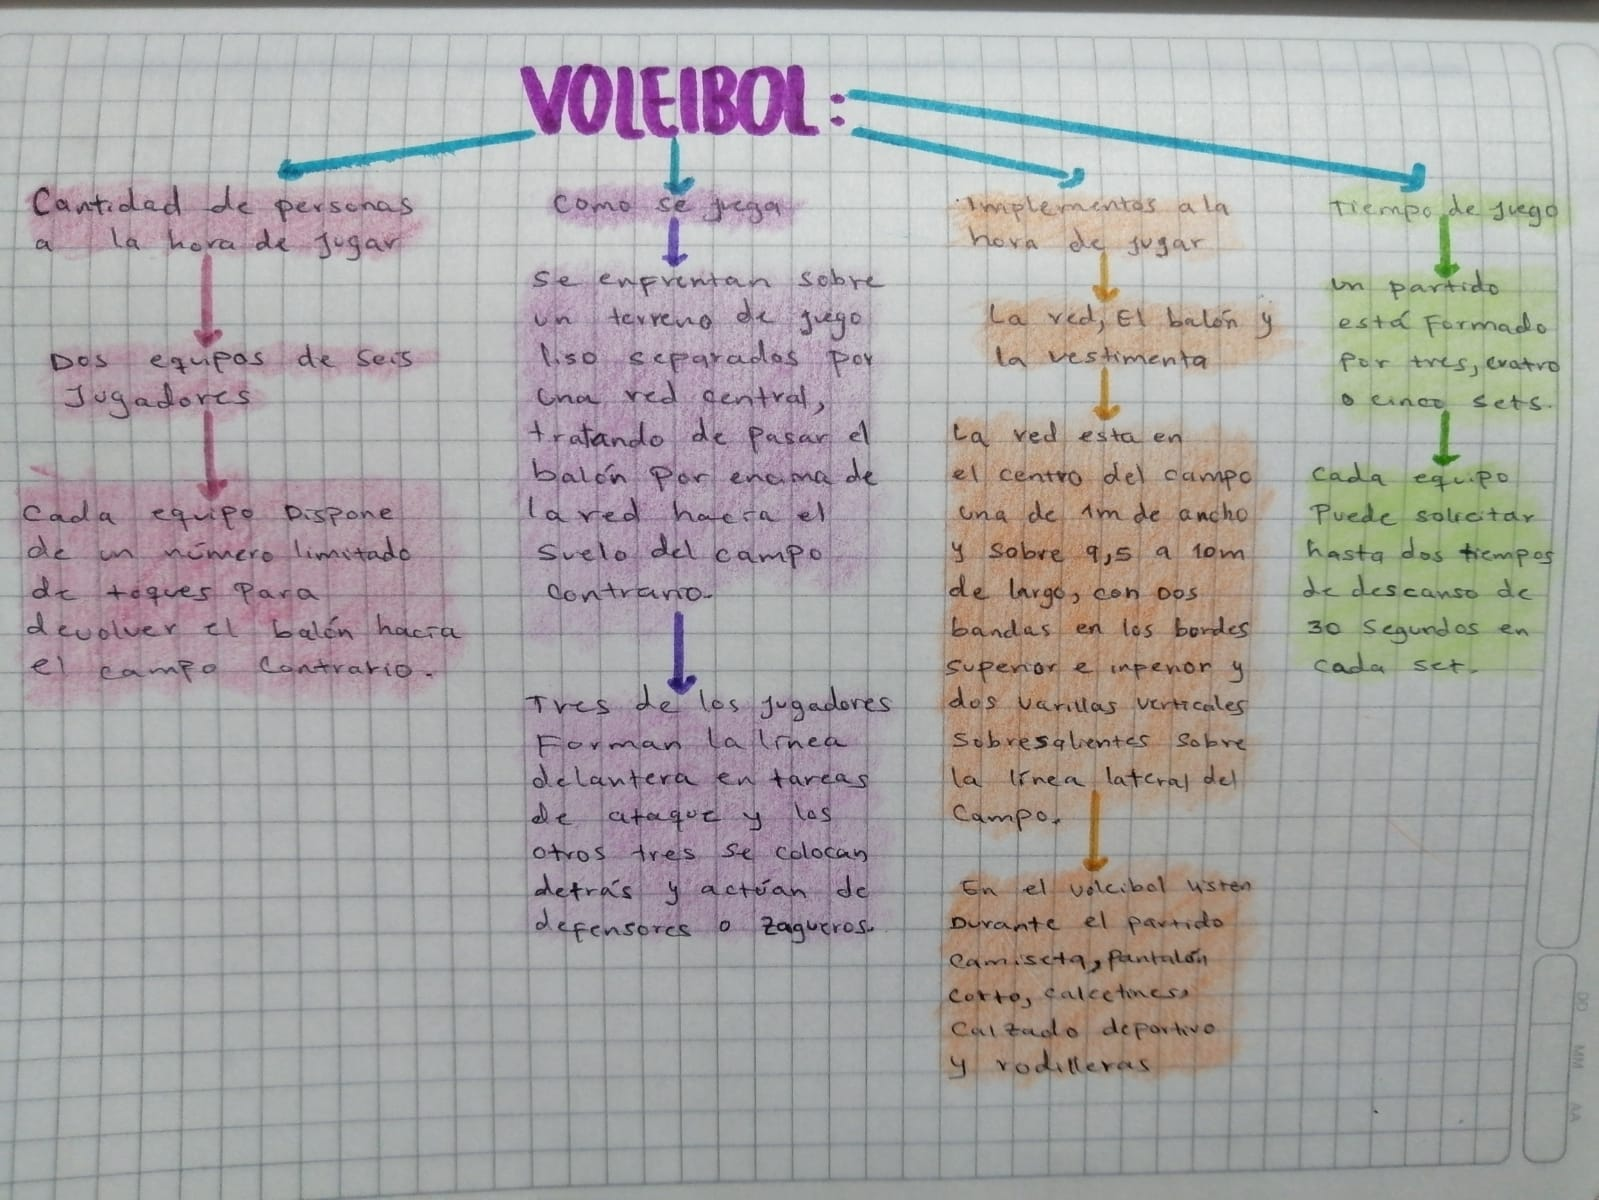 VOLEIBOL:
Cantidad de personas
a la hora de jugar
Dos equipos de seis
Jugadores
Cada equipo Dispone
de un número limitado
de toques para
devolver el balón hacia
el campo contrario.
Como se juega
Se enfrentan sobre
un terreno de juego
liso separados por
una red central,
tratando de pasar el
balón por encima de
la red hacia el
suelo del campo
contrario.
Tres de los jugadores
Forman la línea
delantera en tareas
de ataque y los
otros tres se colocan
detrás y actúan de
defensores o zagueros.
Implementos a la
hora de jugar
La red, El balón y
la vestimenta
La red esta en
el centro del campo
una de 1m de ancho
y sobre 9,5 a 10m
de largo, con Dos
bandas en los bordes
superior e inferior y
dos varillas verticales
sobresalientes sobre
la línea lateral del
Campo.
En el voleibol visten
Durante el partido
camiseta, pantalón
corto, calcetines,
Calzado deportivo
y rodilleras
Tiempo de juego
un partido
está Formado
por tres, cuatro
o cinco sets.
Cada equipo
Puede solicitar
hasta dos tiempos
de descanso de
30 segundos en
cada set.
DD
MM
AA